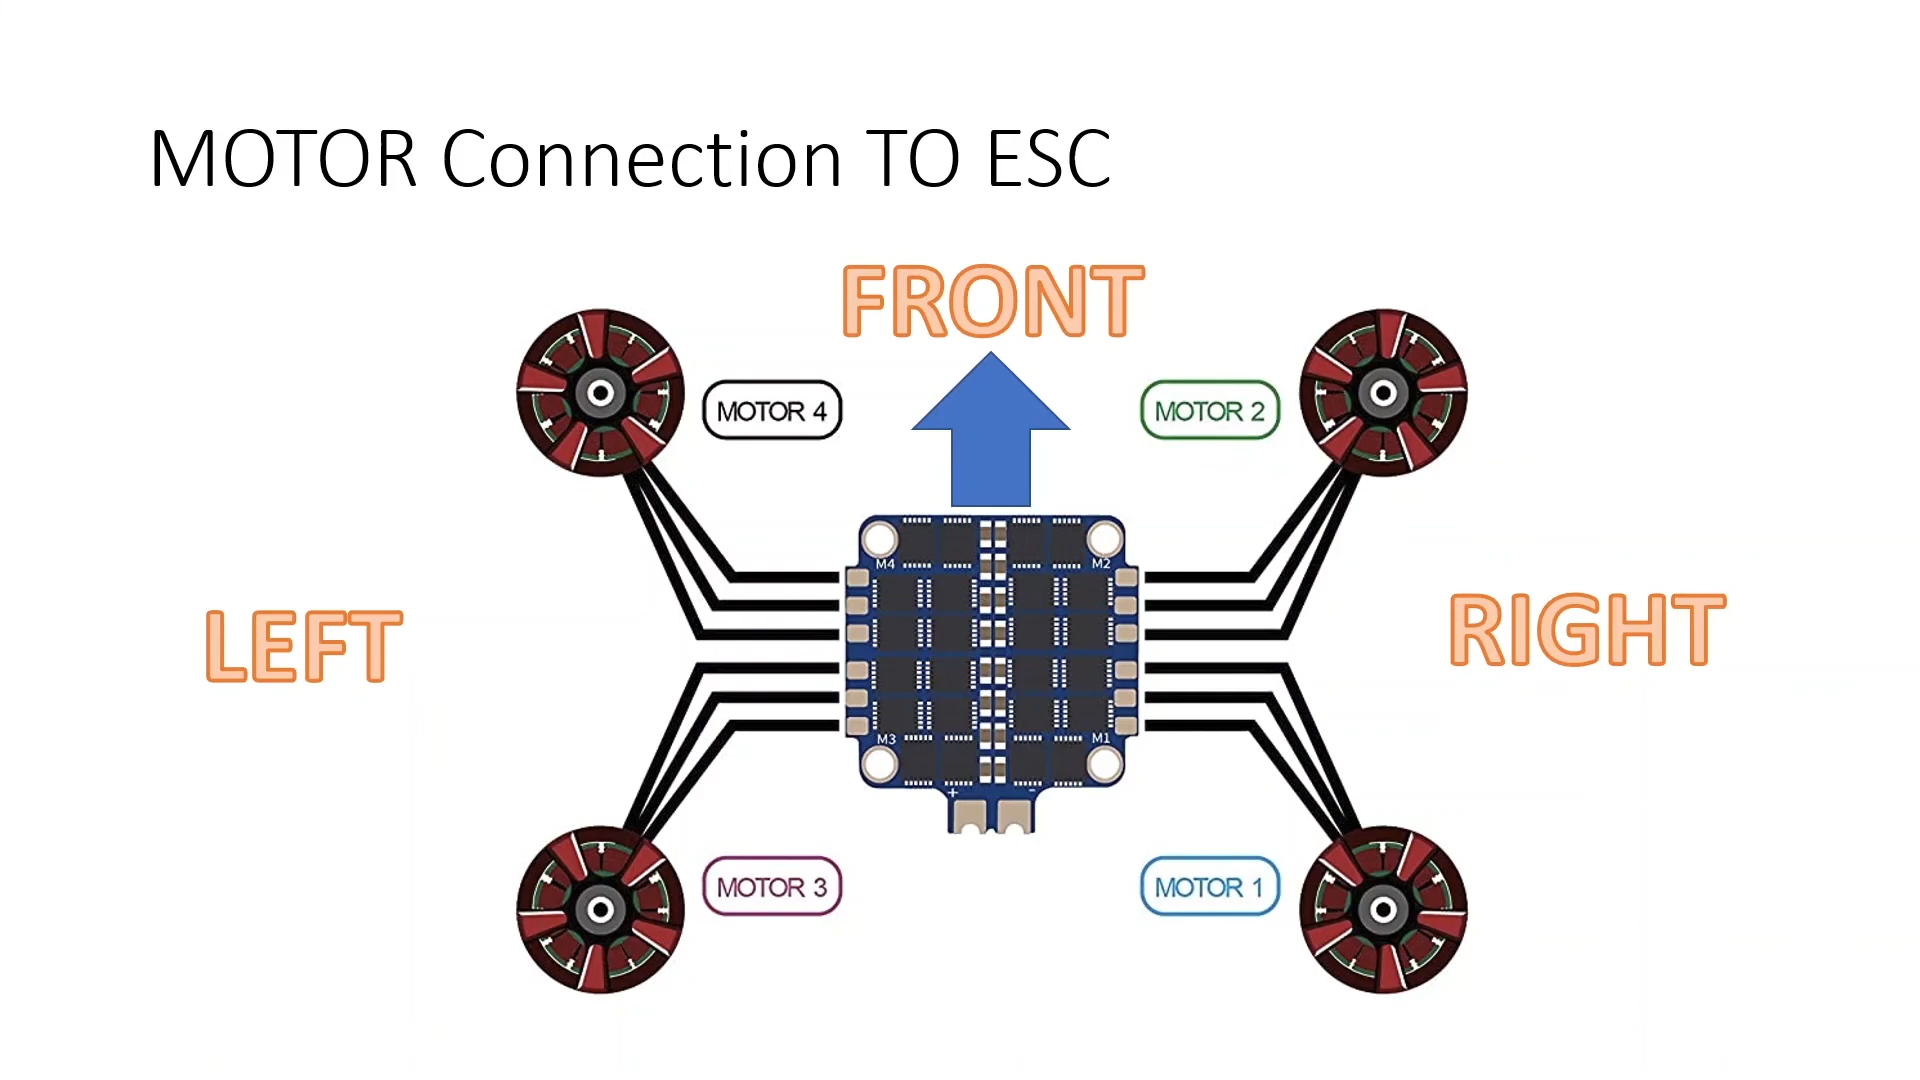 MOTOR Connection TO ESC
FRONT
MOTOR 4
MOTOR 2
M4
M2
LEFT
RIGHT
M3
M1
+ -
MOTOR 3
MOTOR 1